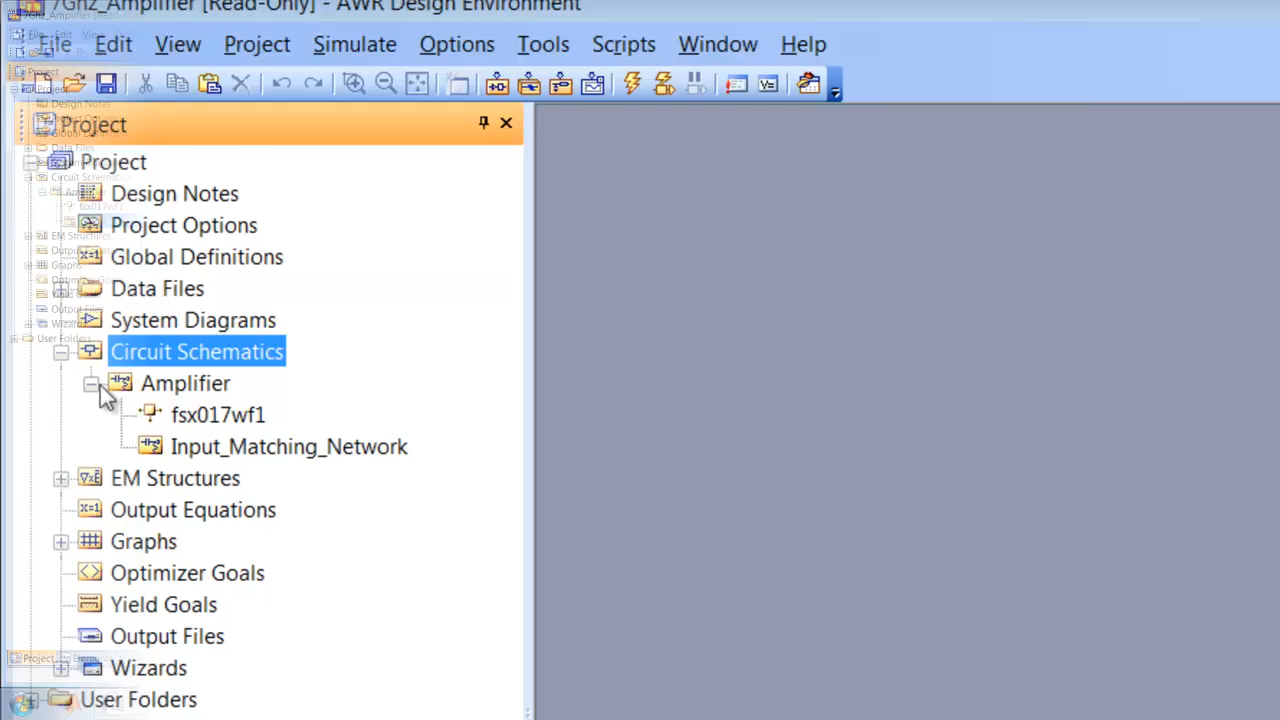 7Ghz_Amplifier [Read-Only] - AWR Design Environment
File Edit View Project Simulate Options Tools Scripts Window Help
Project
Project
Design Notes
Project Options
Global Definitions
Data Files
System Diagrams
Circuit Schematics
Amplifier
fsx017wf1
Input_Matching_Network
EM Structures
Output Equations
Graphs
Optimizer Goals
Yield Goals
Output Files
Wizards
User Folders